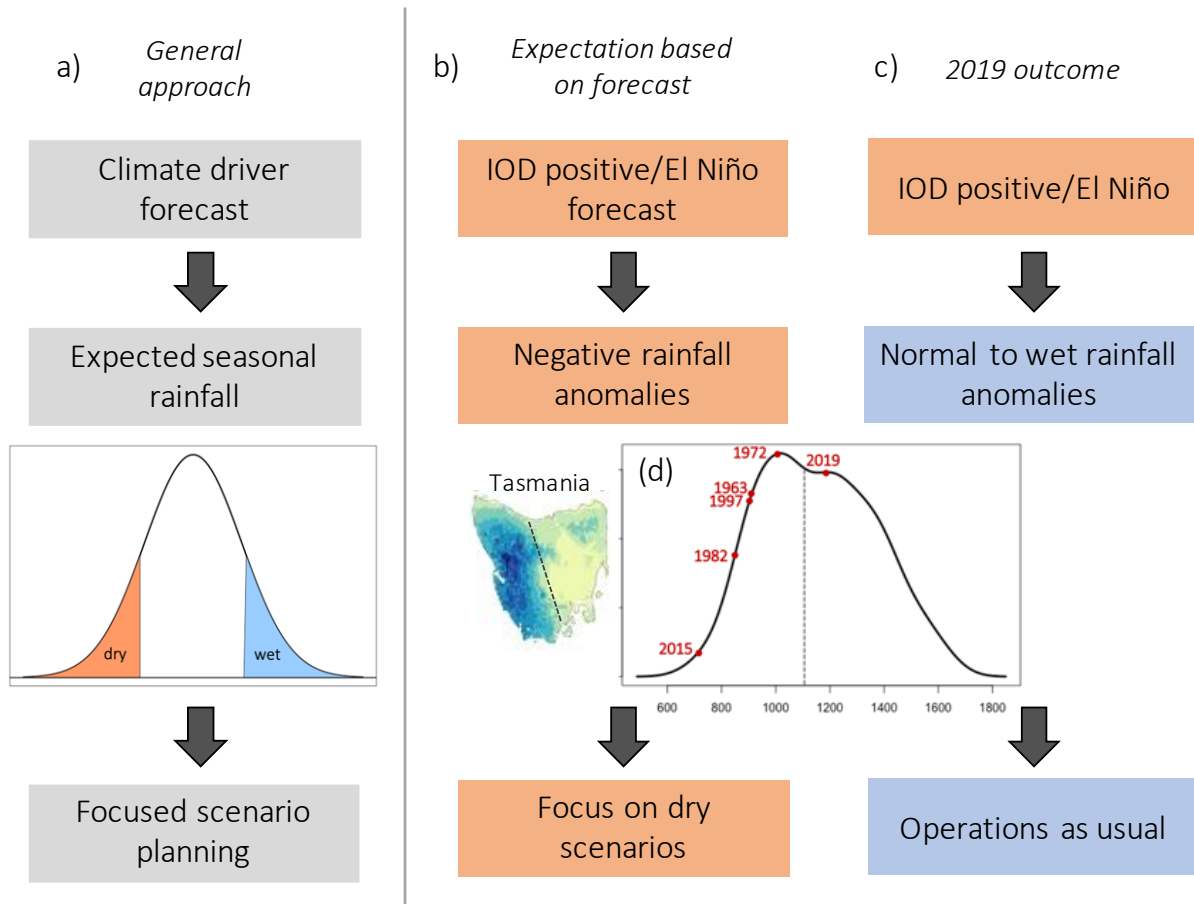 a)
General
approach
Climate driver
forecast
Expected seasonal
rainfall
dry
wet
Focused scenario
planning
b)
Expectation based
on forecast
IOD positive/El Niño
forecast
Negative rainfall
anomalies
c)
2019 outcome
IOD positive/El Niño
Normal to wet rainfall
anomalies
Tasmania
(d)
1972
2019
1963
1997
1982
2015
600 800 1000 1200 1400 1600 1800
Focus on dry
scenarios
Operations as usual